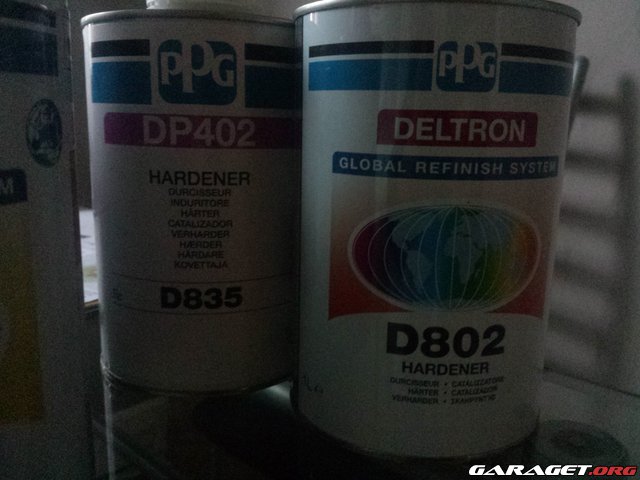 PPG
DP402
HARDENER
DURCISSEUR
INDURITORE
HÄRTER
CATALIZADOR
VERHARDER
HÆRDER
HÄRDARE
KOVETTAJA
D835
M
PPG
DELTRON
GLOBAL REFINISH SYSTEM
D802
HARDENER
DURCISSEUR • CATALIZZATORE
HÄRTER • CATALIZADOR
VERHARDER •
GARAGET.ORG